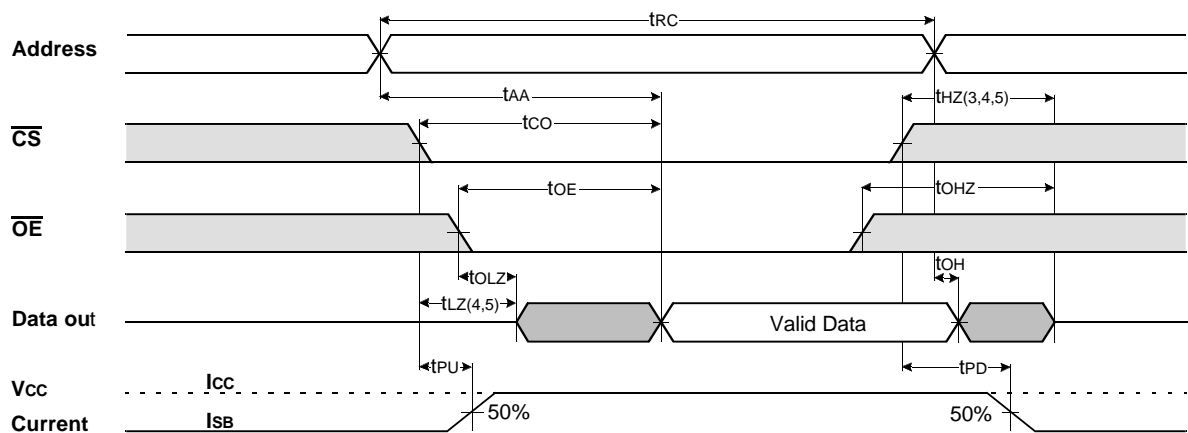 tRC
Address
tAA
tHZ(3,4,5)
tCO
CS
tOE
tOHZ
OE
tOLZ
tOH
tLZ(4,5)
Data out
Valid Data
tPU
tPD
VCC
ICC
50%
50%
Current
ISB